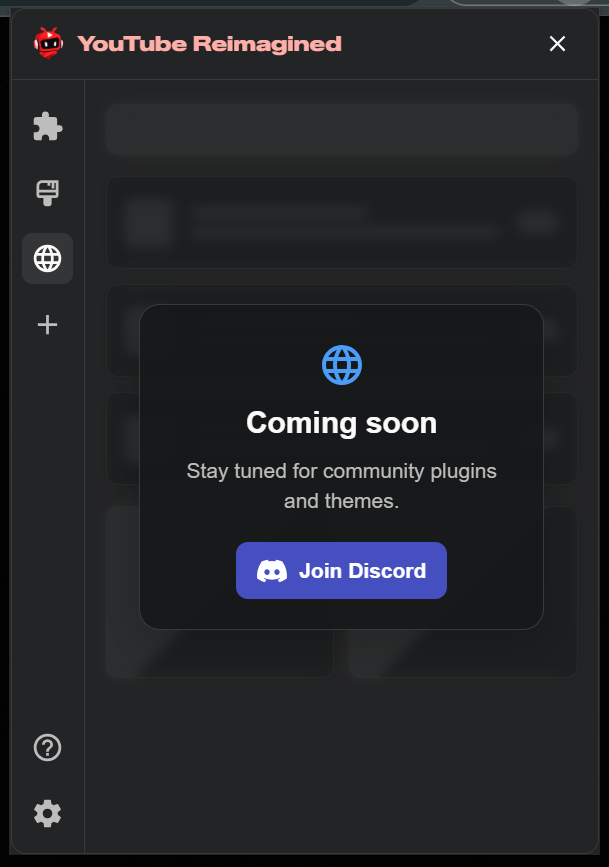 YouTube Reimagined
Coming soon
Stay tuned for community plugins
and themes.
Join Discord